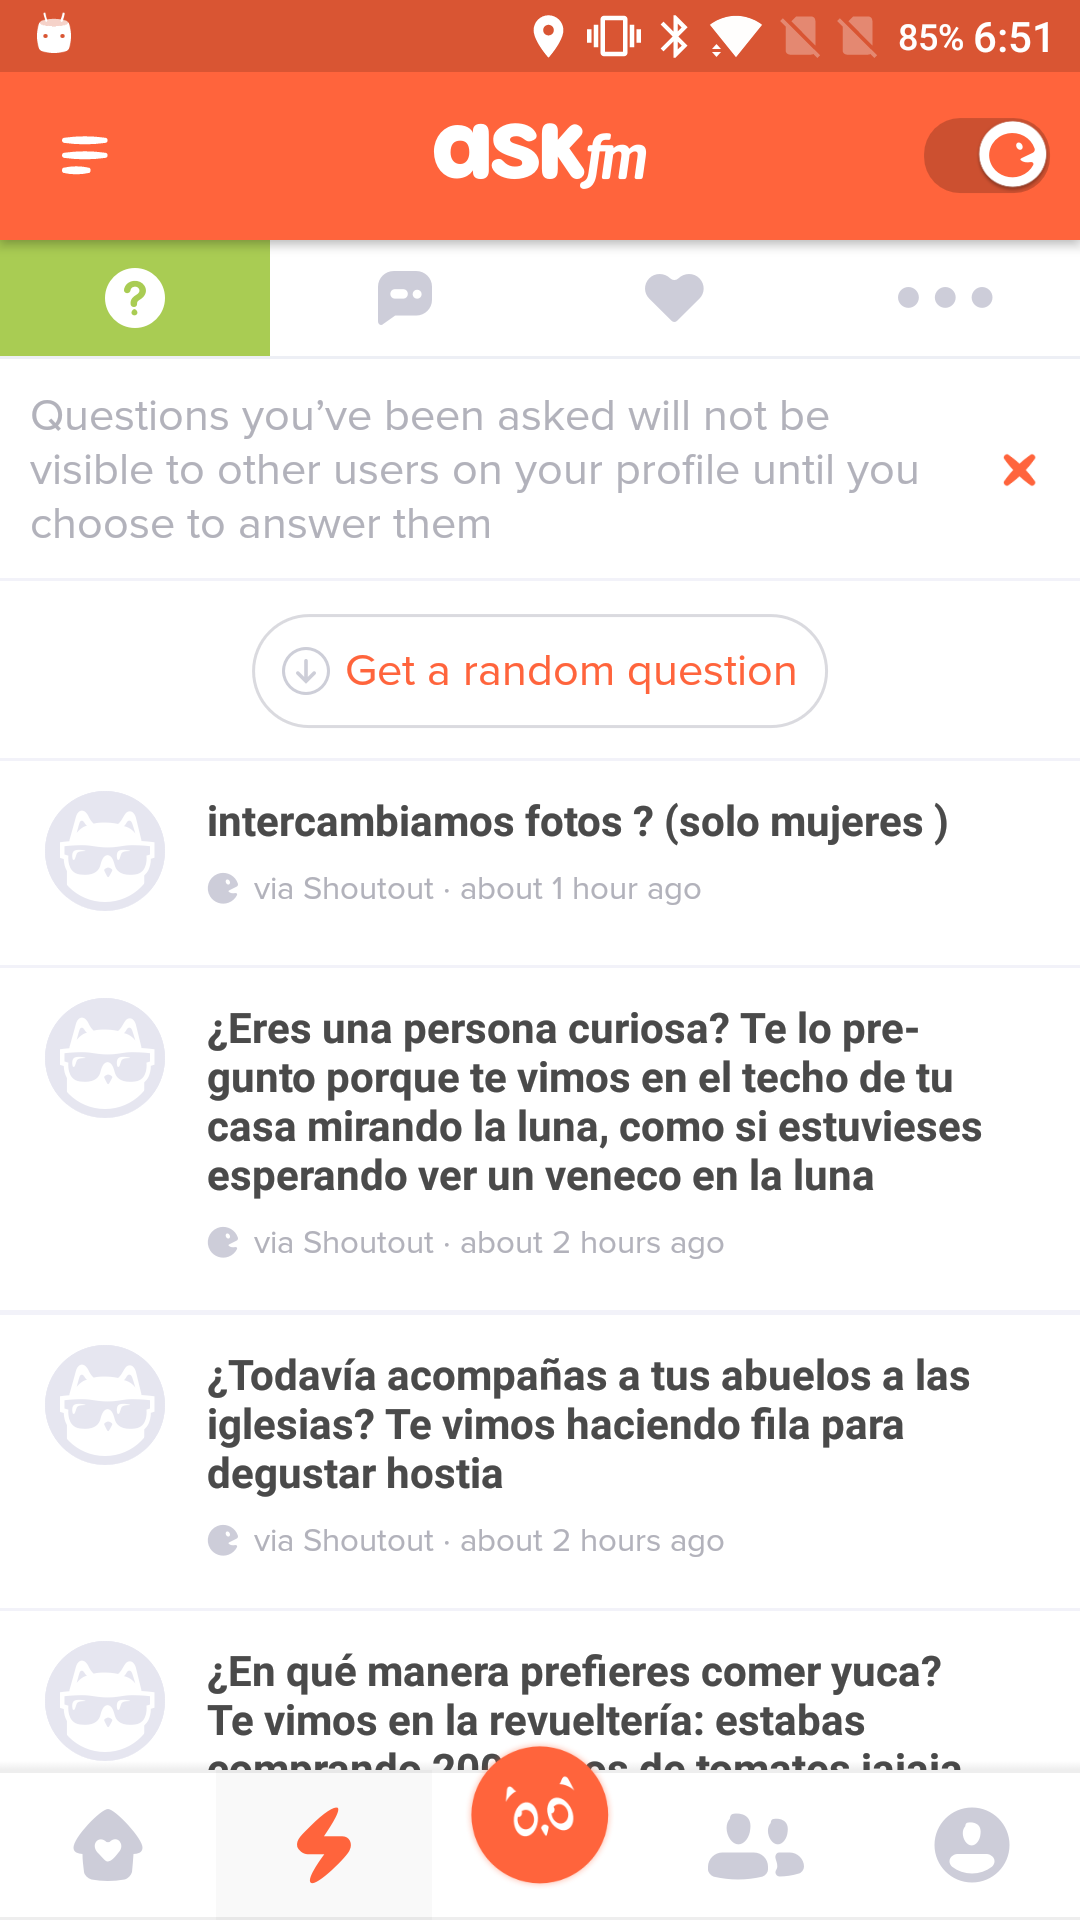 85% 6:51
ASKfm
Questions you’ve been asked will not be
visible to other users on your profile until you
choose to answer them
Get a random question
intercambiamos fotos ? (solo mujeres )
via Shoutout · about 1 hour ago
¿Eres una persona curiosa? Te lo pre-
gunto porque te vimos en el techo de tu
casa mirando la luna, como si estuvieses
esperando ver un veneco en la luna
via Shoutout · about 2 hours ago
¿Todavía acompañas a tus abuelos a las
iglesias? Te vimos haciendo fila para
degustar hostia
via Shoutout · about 2 hours ago
¿En qué manera prefieres comer yuca?
Te vimos en la revueltería: estabas
comprando de tomates jajaja